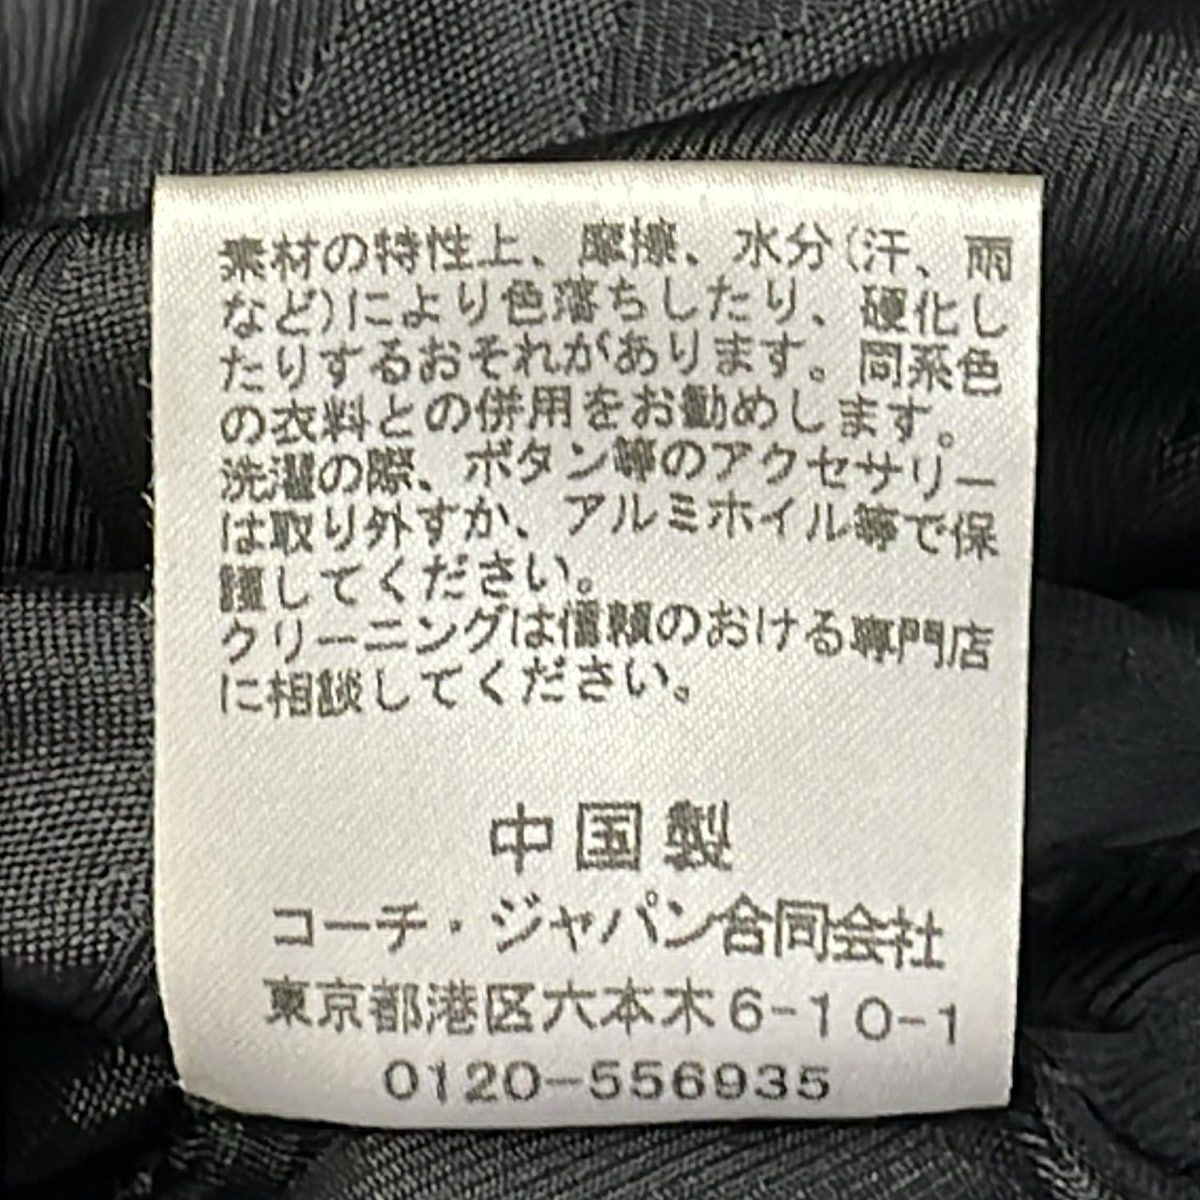 素材の特性上、摩擦、水分(汗、雨
など)により色落ちしたり、硬化し
たりするおそれがあります。同系色
の衣料との併用をお勧めします。
洗濯の際、ボタン等のアクセサリー
は取り外すか、アルミホイル等で保
護してください。
クリーニングは信頼のおける専門店
に相談してください。
中国製
コーチ・ジャパン合同会社
東京都港区六本木6-10-1
0120-556935